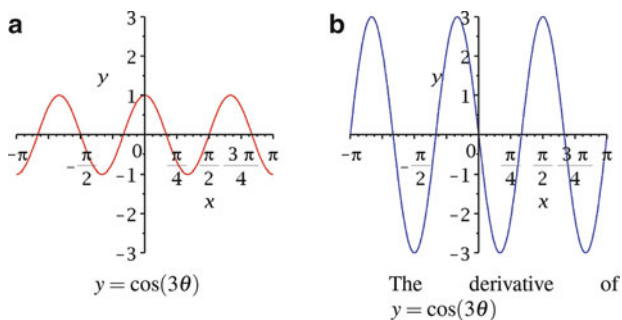 a
3
2
y
1
−π
−π/2
0
π/4
π/2
3π/4
π
−1
x
−2
−3
y = cos(3θ)
b
3
2
y
1
−π
−π/2
0
π/4
π/2
3π/4
π
−1
x
−2
−3
The derivative of
y = cos(3θ)